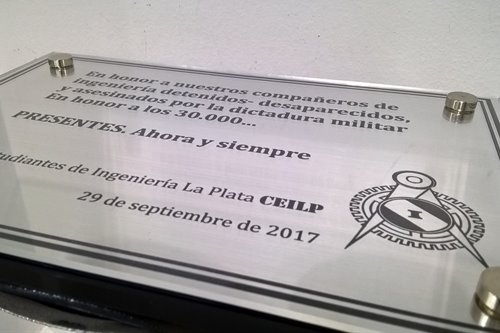 En honor a nuestros compañeros de
ingeniería detenidos- desaparecidos,
y asesinados por la dictadura militar
En honor a los 30.000...
PRESENTES. Ahora y siempre
de Ingeniería La Plata CEILP
29 de septiembre de 2017
I